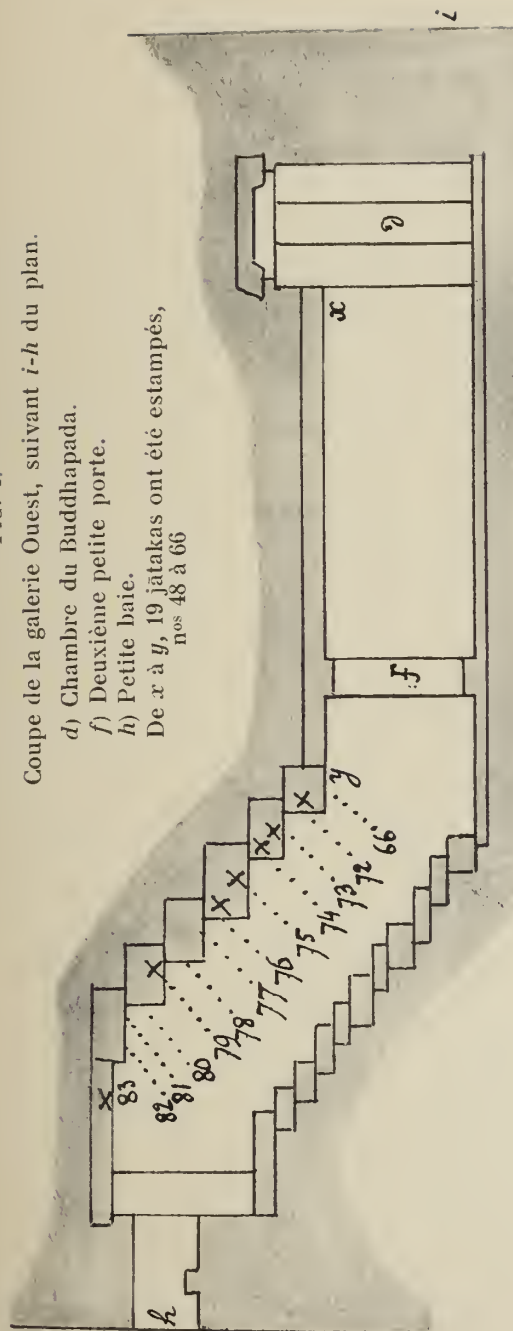 Coupe de la galerie Ouest, suivant i-h du plan.
d) Chambre du Buddhapada.
f) Deuxième petite porte.
h) Petite baie.
De x à y, 19 jātakas ont été estampés,
nos 48 à 66
h
83
82
81
80
79
78
77
76
75
74
73
72
66
y
f
x
d
i